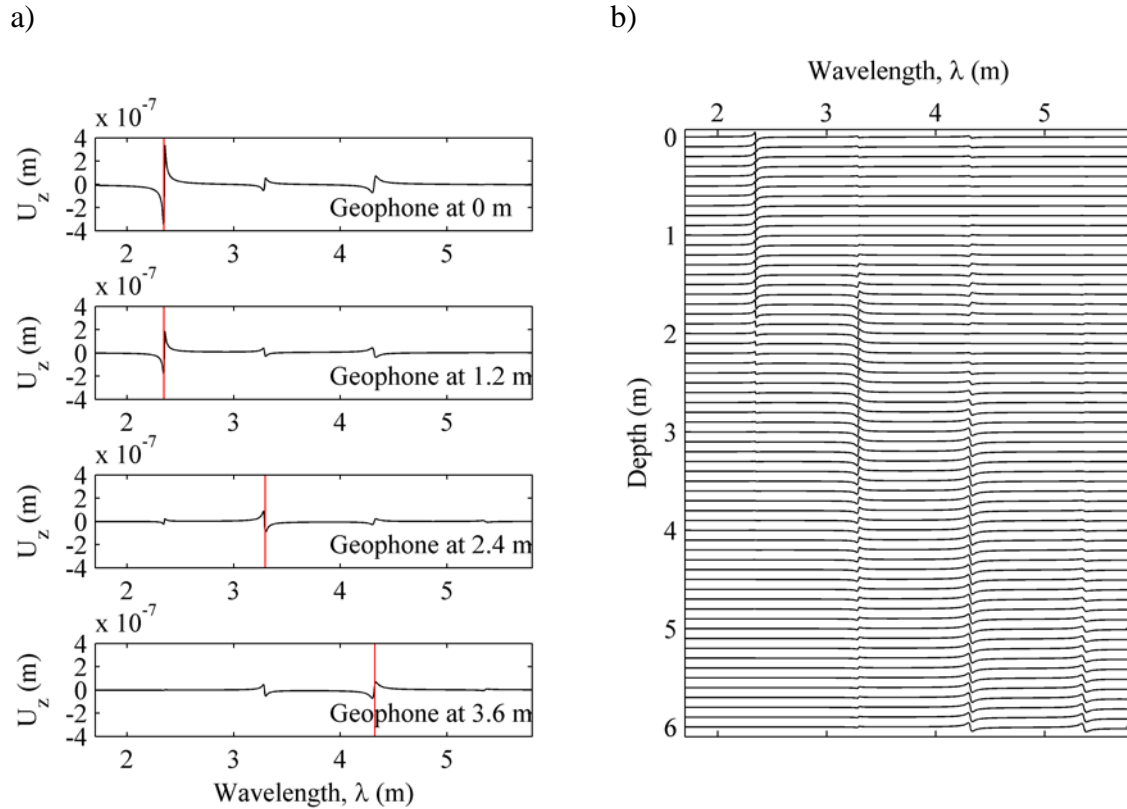 a)
x 10⁻⁷
4
2
0
-2
-4
U_z (m)
Geophone at 0 m
2 3 4 5
x 10⁻⁷
4
2
0
-2
-4
U_z (m)
Geophone at 1.2 m
2 3 4 5
x 10⁻⁷
4
2
0
-2
-4
U_z (m)
Geophone at 2.4 m
2 3 4 5
x 10⁻⁷
4
2
0
-2
-4
U_z (m)
Geophone at 3.6 m
2 3 4 5
Wavelength, λ (m)
b)
Wavelength, λ (m)
2 3 4 5
0
1
2
3
4
5
6
Depth (m)